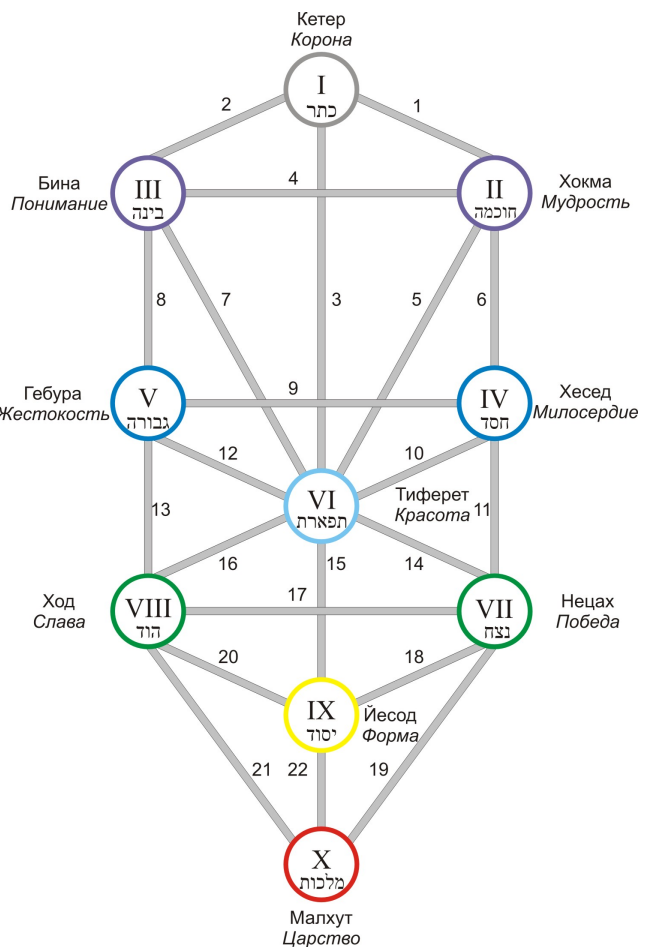 Кетер
Корона
I
כתר
2
1
Бина
Понимание
III
בינה
4
II
חוכמה
Хокма
Мудрость
8
7
3
5
6
Гебура
Жестокость
V
גבורה
9
IV
חסד
Хесед
Милосердие
12
10
13
VI
תפארת
Тиферет
Красота
11
16
15
14
Ход
Слава
VIII
הוד
17
VII
נצח
Нецах
Победа
20
18
IX
יסוד
Йесод
Форма
21
22
19
X
מלכות
Малхут
Царство